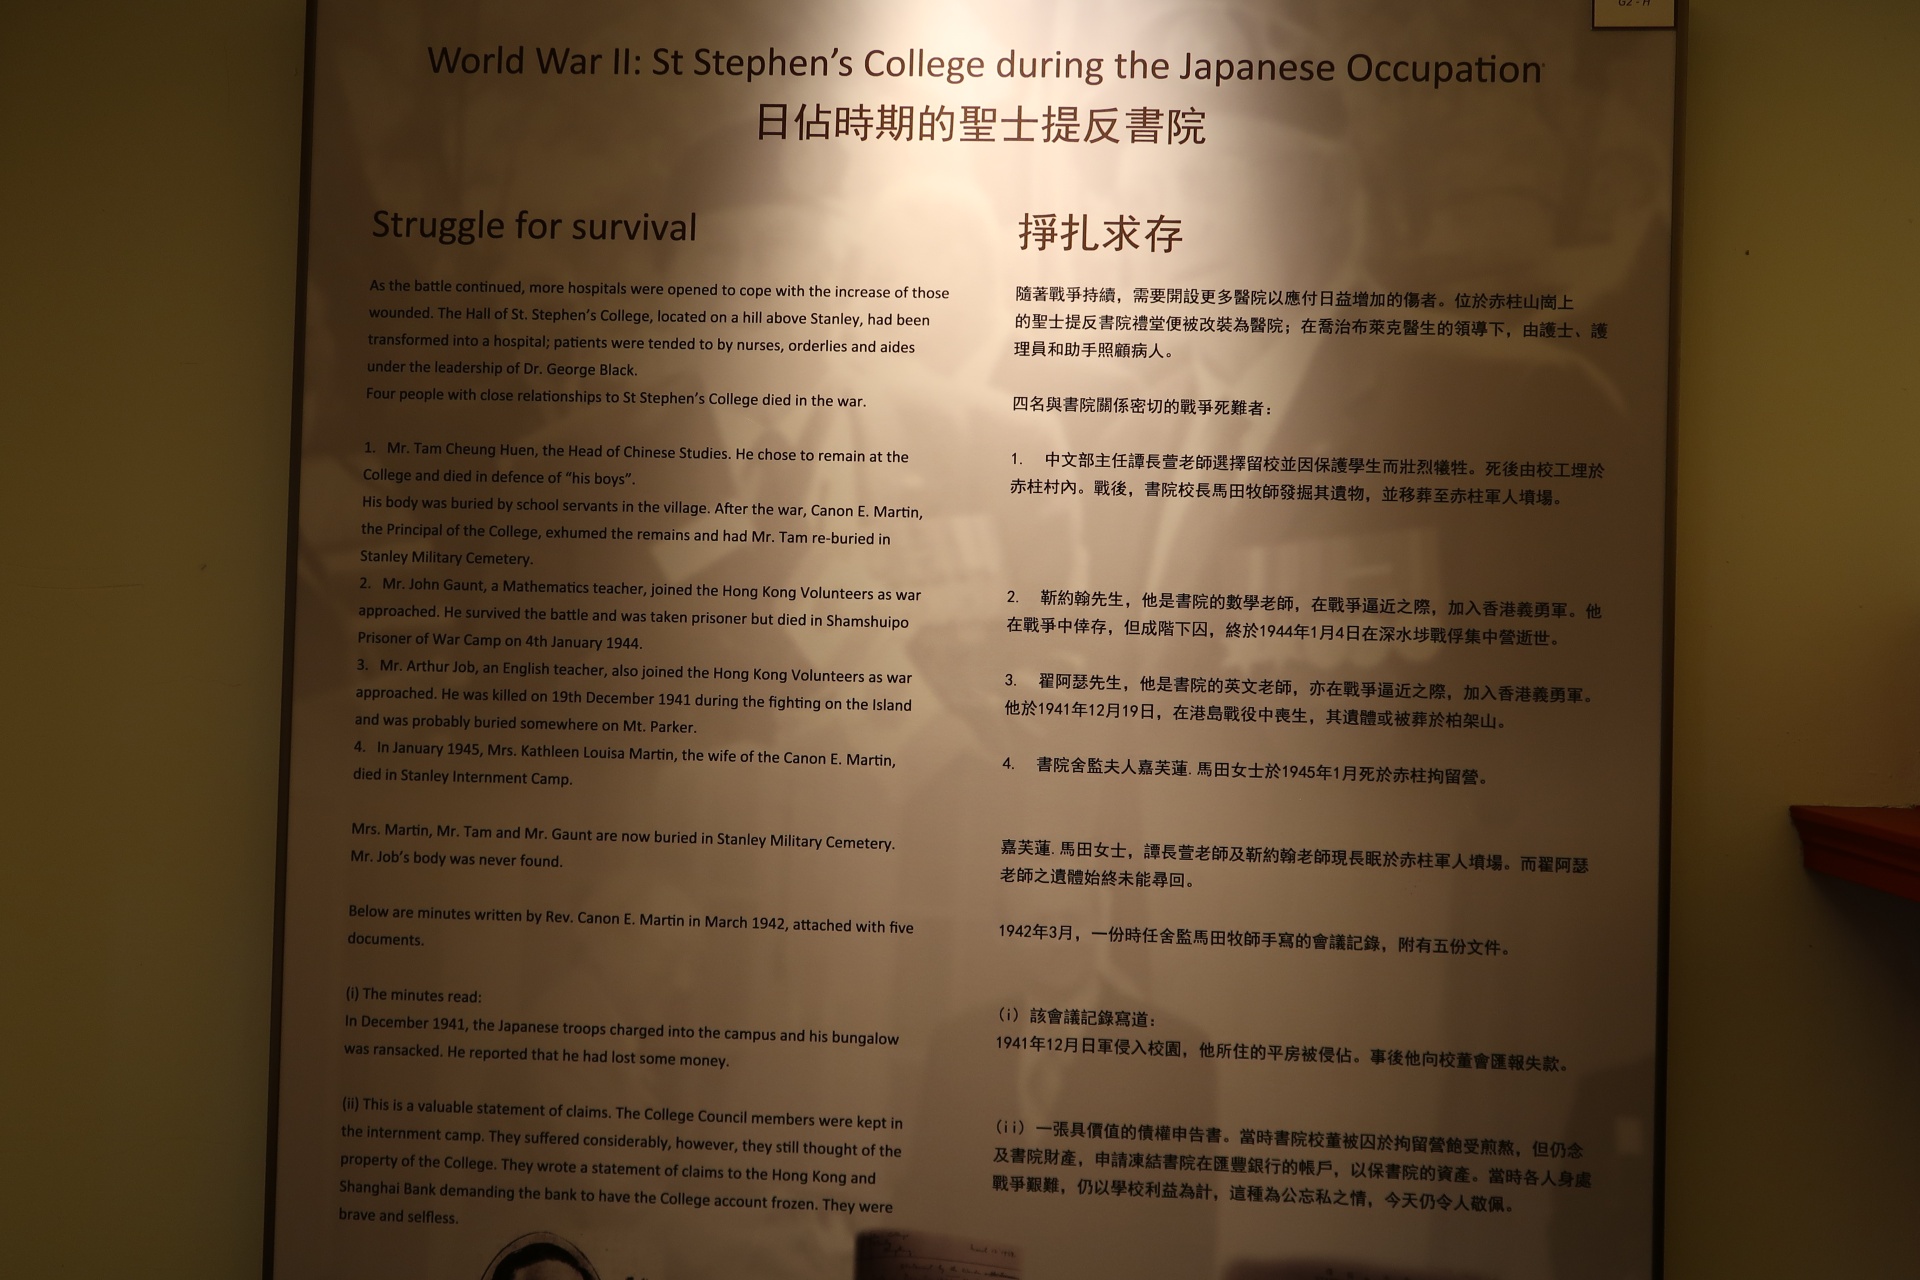 G2 - H
World War II: St Stephen's College during the Japanese Occupation
日佔時期的聖士提反書院
Struggle for survival
As the battle continued, more hospitals were opened to cope with the increase of those
wounded. The Hall of St. Stephen's College, located on a hill above Stanley, had been
transformed into a hospital; patients were tended to by nurses, orderlies and aides
under the leadership of Dr. George Black.
Four people with close relationships to St Stephen's College died in the war.
1. Mr. Tam Cheung Huen, the Head of Chinese Studies. He chose to remain at the
College and died in defence of “his boys”.
His body was buried by school servants in the village. After the war, Canon E. Martin,
the Principal of the College, exhumed the remains and had Mr. Tam re-buried in
Stanley Military Cemetery.
2. Mr. John Gaunt, a Mathematics teacher, joined the Hong Kong Volunteers as war
approached. He survived the battle and was taken prisoner but died in Shamshuipo
Prisoner of War Camp on 4th January 1944.
3. Mr. Arthur Job, an English teacher, also joined the Hong Kong Volunteers as war
approached. He was killed on 19th December 1941 during the fighting on the Island
and was probably buried somewhere on Mt. Parker.
4. In January 1945, Mrs. Kathleen Louisa Martin, the wife of the Canon E. Martin,
died in Stanley Internment Camp.
Mrs. Martin, Mr. Tam and Mr. Gaunt are now buried in Stanley Military Cemetery.
Mr. Job's body was never found.
Below are minutes written by Rev. Canon E. Martin in March 1942, attached with five
documents.
(i) The minutes read:
In December 1941, the Japanese troops charged into the campus and his bungalow
was ransacked. He reported that he had lost some money.
(ii) This is a valuable statement of claims. The College Council members were kept in
the internment camp. They suffered considerably, however, they still thought of the
property of the College. They wrote a statement of claims to the Hong Kong and
Shanghai Bank demanding the bank to have the College account frozen. They were
brave and selfless.
掙扎求存
隨著戰爭持續，需要開設更多醫院以應付日益增加的傷者。位於赤柱山崗上
的聖士提反書院禮堂便被改裝為醫院；在喬治布萊克醫生的領導下，由護士、護
理員和助手照顧病人。
四名與書院關係密切的戰爭死難者：
1. 中文部主任譚長萱老師選擇留校並因保護學生而壯烈犧牲。死後由校工埋於
赤柱村內。戰後，書院校長馬田牧師發掘其遺物，並移葬至赤柱軍人墳場。
2. 靳約翰先生，他是書院的數學老師，在戰爭逼近之際，加入香港義勇軍。他
在戰爭中倖存，但成階下囚，終於1944年1月4日在深水埗戰俘集中營逝世。
3. 翟阿瑟先生，他是書院的英文老師，亦在戰爭逼近之際，加入香港義勇軍。
他於1941年12月19日，在港島戰役中喪生，其遺體或被葬於柏架山。
4. 書院舍監夫人嘉芙蓮.馬田女士於1945年1月死於赤柱拘留營。
嘉芙蓮.馬田女士，譚長萱老師及靳約翰老師現長眠於赤柱軍人墳場。而翟阿瑟
老師之遺體始終未能尋回。
1942年3月，一份時任舍監馬田牧師手寫的會議記錄，附有五份文件。
(i) 該會議記錄寫道：
1941年12月日軍侵入校園，他所住的平房被侵佔。事後他向校董會匯報失款。
(ii) 一張具價值的債權申告書。當時書院校董被囚於拘留營飽受煎熬，但仍念
及書院財產，申請凍結書院在匯豐銀行的帳戶，以保書院的資產。當時各人身處
戰爭艱難，仍以學校利益為計，這種為公忘私之情，今天仍令人敬佩。